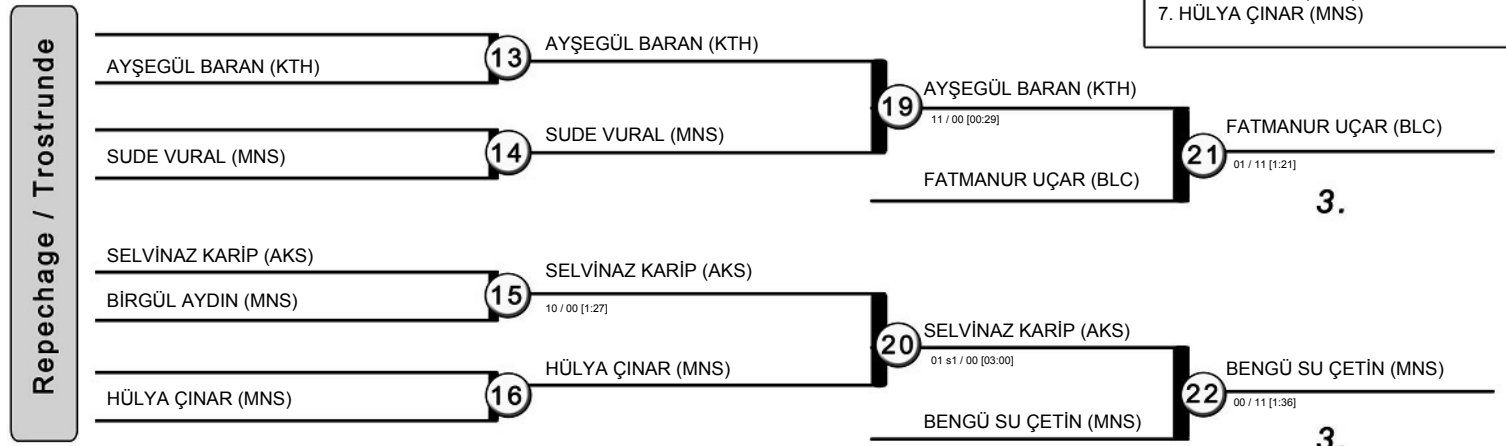 7. HÜLYA ÇINAR (MNS)
Repechage / Trostrunde
AYŞEGÜL BARAN (KTH)
13
AYŞEGÜL BARAN (KTH)
SUDE VURAL (MNS)
14
SUDE VURAL (MNS)
19
AYŞEGÜL BARAN (KTH)
11 / 00 [00:29]
FATMANUR UÇAR (BLC)
21
FATMANUR UÇAR (BLC)
01 / 11 [1:21]
3.
SELVİNAZ KARİP (AKS)
BİRGÜL AYDIN (MNS)
15
SELVİNAZ KARİP (AKS)
10 / 00 [1:27]
HÜLYA ÇINAR (MNS)
16
HÜLYA ÇINAR (MNS)
20
SELVİNAZ KARİP (AKS)
01 s1 / 00 [03:00]
BENGÜ SU ÇETİN (MNS)
22
BENGÜ SU ÇETİN (MNS)
00 / 11 [1:36]
3.